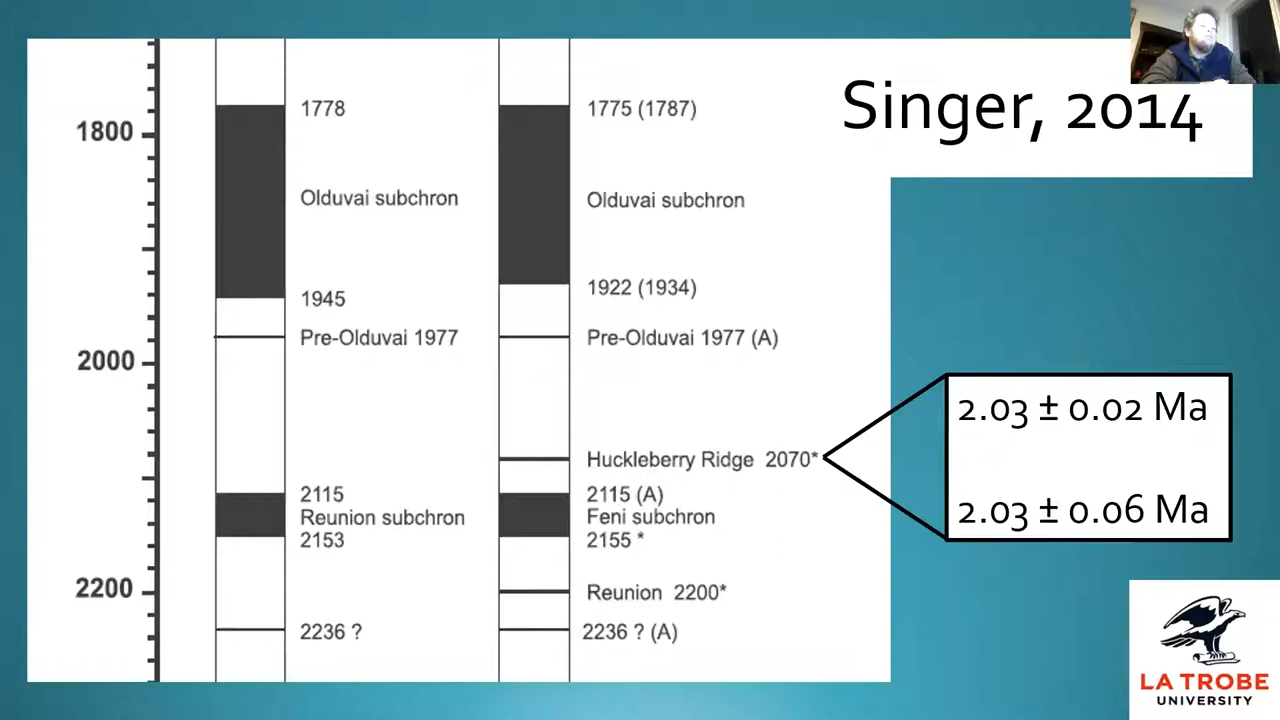 Singer, 2014
1800
2000
2200
1778
Olduvai subchron
1945
Pre-Olduvai 1977
2115
Reunion subchron
2153
2236 ?
1775 (1787)
Olduvai subchron
1922 (1934)
Pre-Olduvai 1977 (A)
Huckleberry Ridge 2070*
2115 (A)
Feni subchron
2155 *
Reunion 2200*
2236 ? (A)
2.03 ± 0.02 Ma
2.03 ± 0.06 Ma
LA TROBE
UNIVERSITY